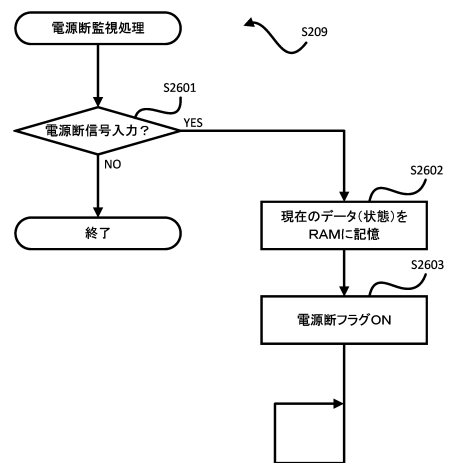 電源断監視処理
S209
S2601
電源断信号入力？
YES
NO
S2602
現在のデータ（状態）を
RAMに記憶
終了
S2603
電源断フラグON